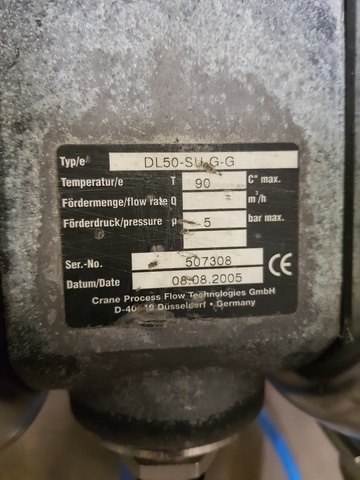 Typ/e DL50-SU-G-G
Temperatur/e T 90 C° max.
Fördermenge/flow rate Q m³/h
Förderdruck/pressure p 5 bar max.
Ser.-No. 507308
Datum/Date 08.08.2005 CE
Crane Process Flow Technologies GmbH
Düsseldorf • Germany